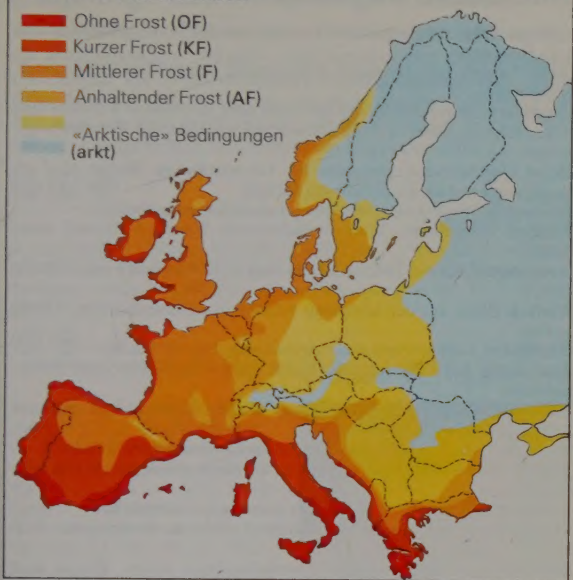 Ohne Frost (OF)
Kurzer Frost (KF)
Mittlerer Frost (F)
Anhaltender Frost (AF)
«Arktische» Bedingungen
(arkt)